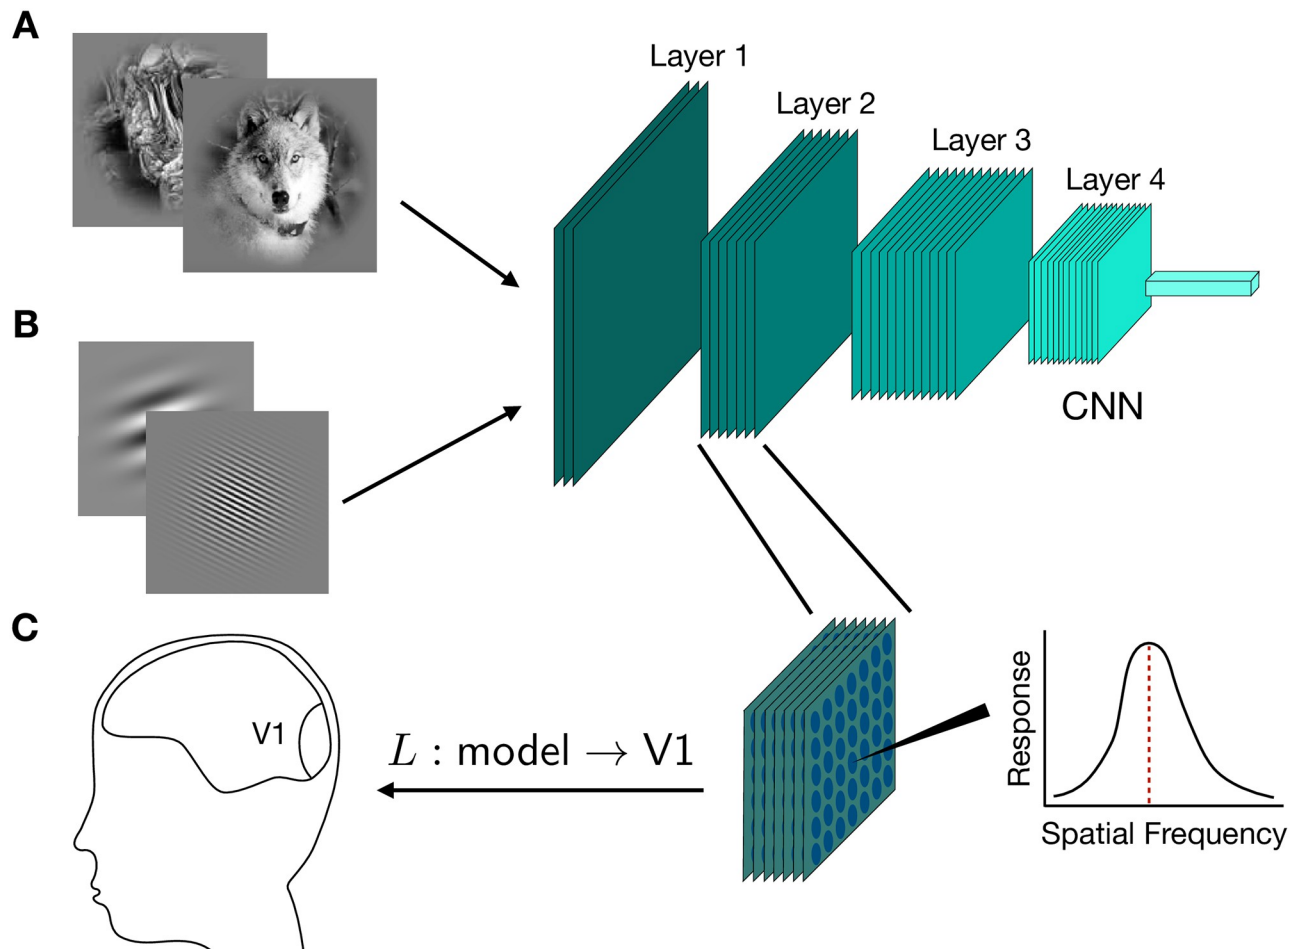 A
Layer 1
Layer 2
Layer 3
Layer 4
B
CNN
C
V1
L : model → V1
Response
Spatial Frequency